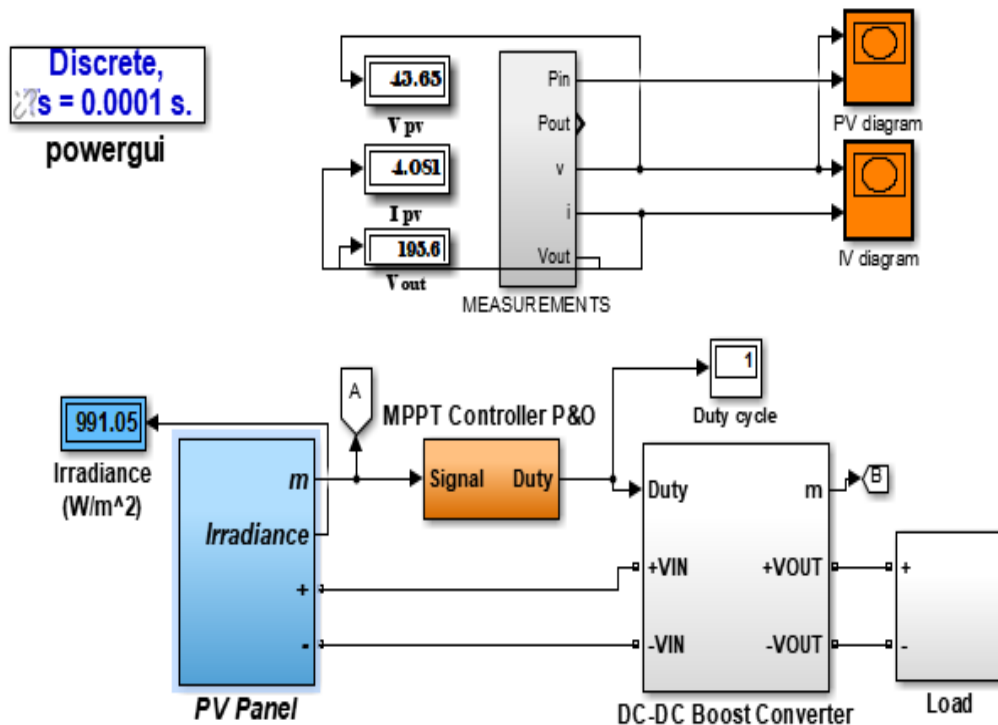 Discrete,
s = 0.0001 s.
powergui
43.65
V pv
4.081
I pv
195.6
V out
Pin
Pout
v
i
Vout
MEASUREMENTS
PV diagram
IV diagram
991.05
Irradiance
(W/m^2)
A
MPPT Controller P&O
1
Duty cycle
m
Irradiance
+
-
PV Panel
Signal Duty
Duty m
+VIN +VOUT
-VIN -VOUT
DC-DC Boost Converter
B
+
-
Load